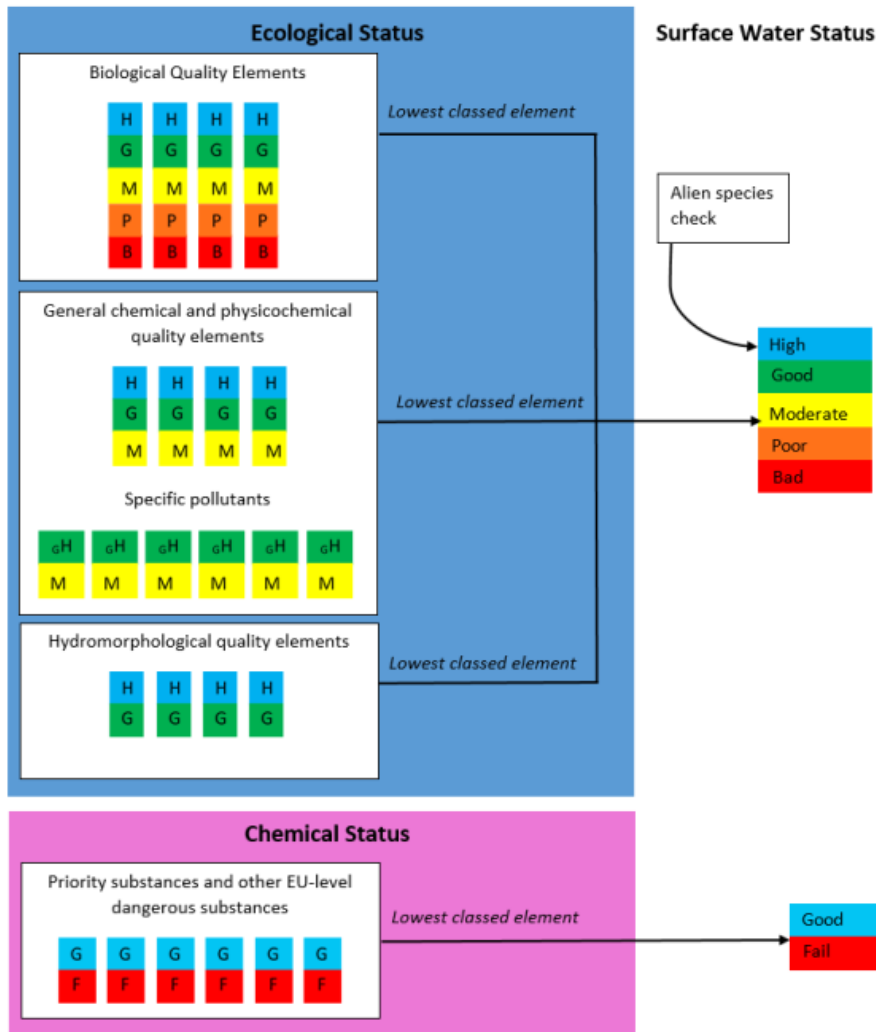 Ecological Status
Surface Water Status
Biological Quality Elements
H H H H
G G G G
M M M M
P P P P
B B B B
Lowest classed element
Alien species
check
General chemical and physicochemical
quality elements
H H H H
G G G G
M M M M
Lowest classed element
High
Good
Moderate
Poor
Bad
Specific pollutants
GH GH GH GH GH GH
M M M M M M
Hydromorphological quality elements
H H H H
G G G G
Lowest classed element
Chemical Status
Priority substances and other EU-level
dangerous substances
G G G G G G
F F F F F F
Lowest classed element
Good
Fail